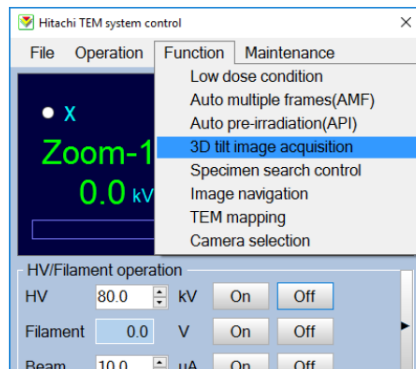 Hitachi TEM system control
File Operation Function Maintenance
Low dose condition
Auto multiple frames(AMF)
Auto pre-irradiation(API)
3D tilt image acquisition
Specimen search control
Image navigation
TEM mapping
Camera selection
X
Zoom-1
0.0 kV
HV/Filament operation
HV 80.0 kV On Off
Filament 0.0 V On Off
Beam 10.0 uA On Off